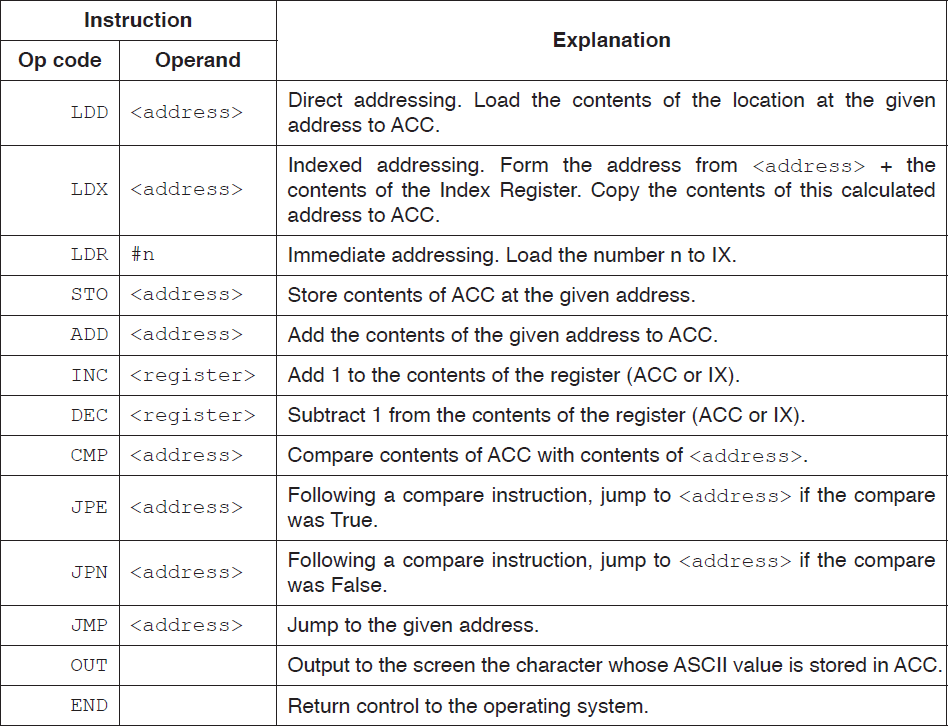 Instruction
Explanation
Op code Operand
LDD <address> Direct addressing. Load the contents of the location at the given
address to ACC.
LDX <address> Indexed addressing. Form the address from <address> + the
contents of the Index Register. Copy the contents of this calculated
address to ACC.
LDR #n Immediate addressing. Load the number n to IX.
STO <address> Store contents of ACC at the given address.
ADD <address> Add the contents of the given address to ACC.
INC <register> Add 1 to the contents of the register (ACC or IX).
DEC <register> Subtract 1 from the contents of the register (ACC or IX).
CMP <address> Compare contents of ACC with contents of <address>.
JPE <address> Following a compare instruction, jump to <address> if the compare
was True.
JPN <address> Following a compare instruction, jump to <address> if the compare
was False.
JMP <address> Jump to the given address.
OUT Output to the screen the character whose ASCII value is stored in ACC.
END Return control to the operating system.